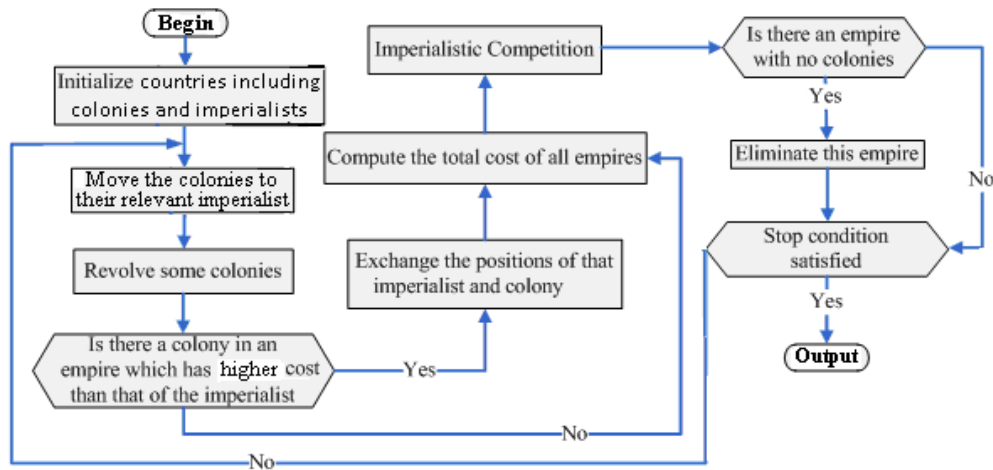 Begin
Initialize countries including
colonies and imperialists
Move the colonies to
their relevant imperialist
Revolve some colonies
Is there a colony in an
empire which has higher cost
than that of the imperialist
Yes
No
Exchange the positions of that
imperialist and colony
Compute the total cost of all empires
Imperialistic Competition
Is there an empire
with no colonies
Yes
No
Eliminate this empire
Stop condition
satisfied
Yes
No
Output